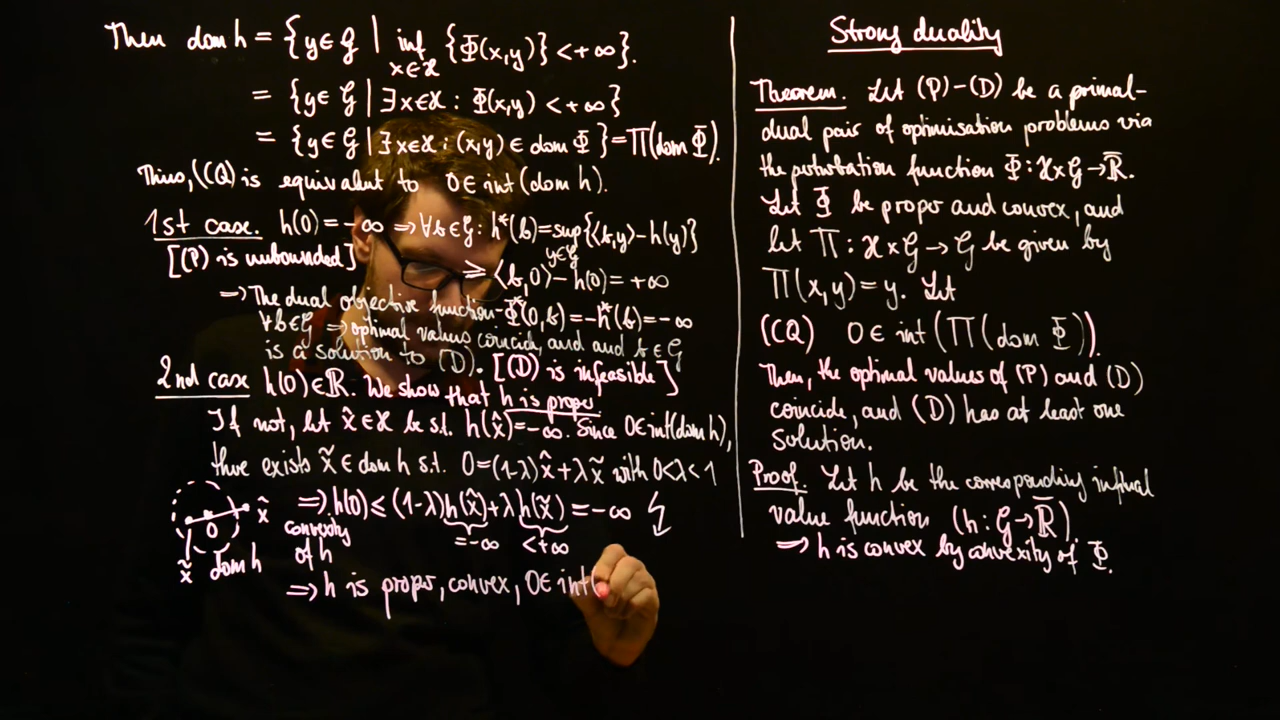 Then dom h = {y ∈ G | inf {Φ(x,y)} < +∞}.
x∈X
= {y ∈ G | ∃x∈X : Φ(x,y) < +∞}
= {y ∈ G | ∃x∈X : (x,y) ∈ dom Φ} = Π(dom Φ).
Thus, (CQ) is equivalent to 0 ∈ int (dom h).
1st case. h(0) = -∞ ⇒ ∀b∈G : h*(b) = sup{⟨b,y⟩ - h(y)}
y∈G
[(P) is unbounded] ≥ ⟨b,0⟩ - h(0) = +∞
⇒ The dual objective function -Φ*(0,b) = -h*(b) = -∞
∀b∈G ⇒ optimal values coincide, and and b ∈ G
is a solution to (D). [(D) is infeasible]
2nd case h(0) ∈ ℝ. We show that h is proper
If not, let x̂ ∈ X be s.t. h(x̂) = -∞. Since 0∈int(dom h),
thre exists x̃ ∈ dom h s.t. 0 = (1-λ)x̂ + λx̃ with 0<λ<1
⇒ h(0) ≤ (1-λ)h(x̂) + λh(x̃) = -∞ ↯
0 x̂ convexity = -∞ < +∞
x̃ dom h of h
⇒ h is proper, convex, 0∈ int(
Strong duality
Theorem. Let (P)-(D) be a primal-
dual pair of optimisation problems via
the perturbation function Φ : X×G → ℝ̄.
Let Φ be proper and convex, and
let Π : X×G → G be given by
Π(x,y) = y. Let
(CQ) 0 ∈ int (Π(dom Φ)).
Then, the optimal values of (P) and (D)
coincide, and (D) has at least one
solution.
Proof. Let h be the corresponding infimal
value function (h : G → ℝ̄).
⇒ h is convex by convexity of Φ.